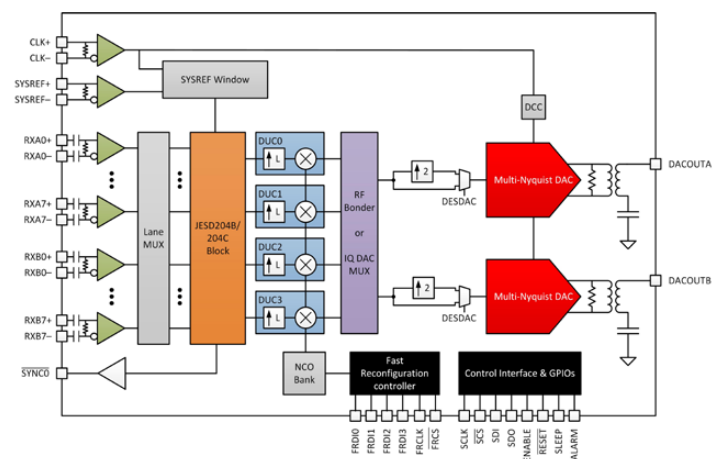 CLK+
CLK–
SYSREF+
SYSREF–
SYSREF Window
DCC
RXA0+
RXA0–
RXA7+
RXA7–
RXB0+
RXB0–
RXB7+
RXB7–
SYNC0
Lane
MUX
JESD204B/
204C
Block
DUC0
L
DUC1
L
DUC2
L
DUC3
L
RF
Bonder
or
IQ DAC
MUX
2
DESDAC
2
DESDAC
Multi-Nyquist DAC
Multi-Nyquist DAC
DACOUTA
DACOUTB
NCO
Bank
Fast
Reconfiguration
controller
Control Interface & GPIOs
FRDI0
FRDI1
FRDI2
FRDI3
FRCLK
FRCS
SCLK
SCS
SDI
SDO
ENABLE
RESET
SLEEP
ALARM